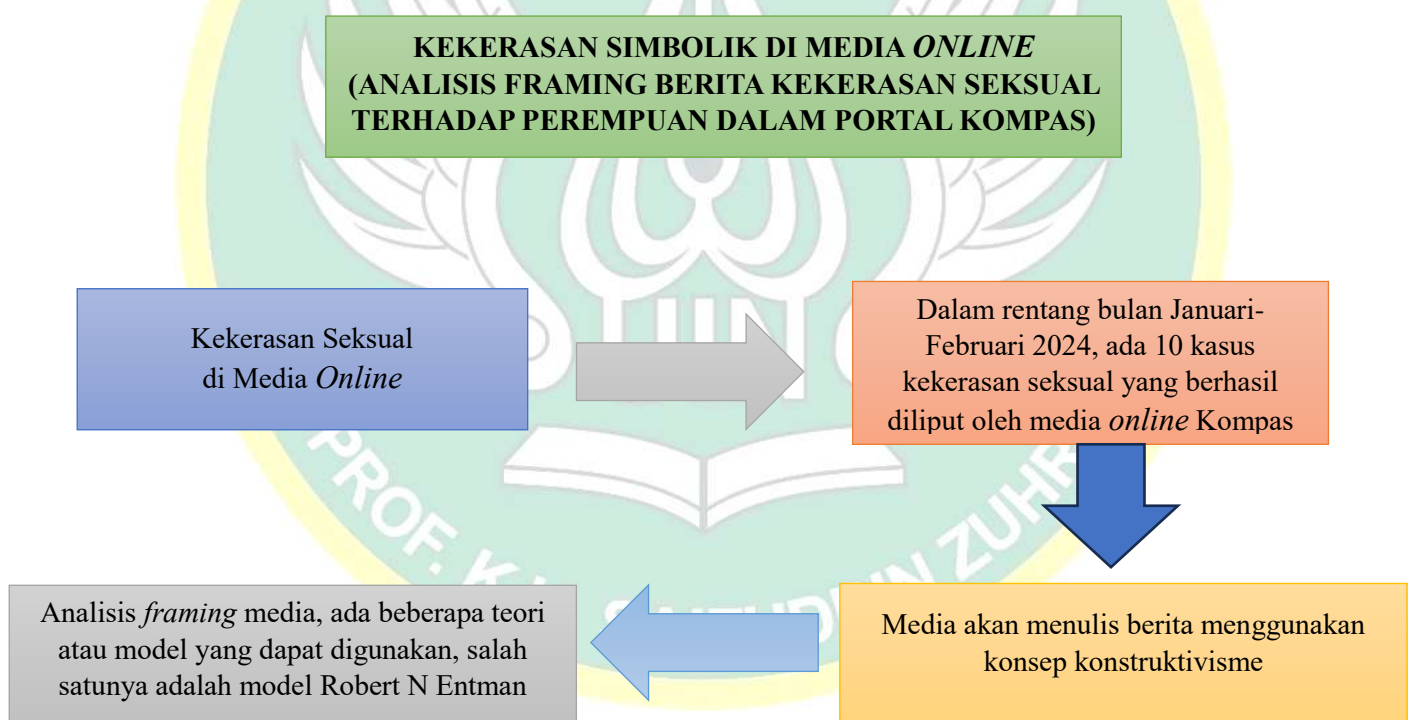 KEKERASAN SIMBOLIK DI MEDIA ONLINE
(ANALISIS FRAMING BERITA KEKERASAN SEKSUAL
TERHADAP PEREMPUAN DALAM PORTAL KOMPAS)
Kekerasan Seksual
di Media Online
Dalam rentang bulan Januari-
Februari 2024, ada 10 kasus
kekerasan seksual yang berhasil
diliput oleh media online Kompas
Media akan menulis berita menggunakan
konsep konstruktivisme
Analisis framing media, ada beberapa teori
atau model yang dapat digunakan, salah
satunya adalah model Robert N Entman
UIN
PROF. K.